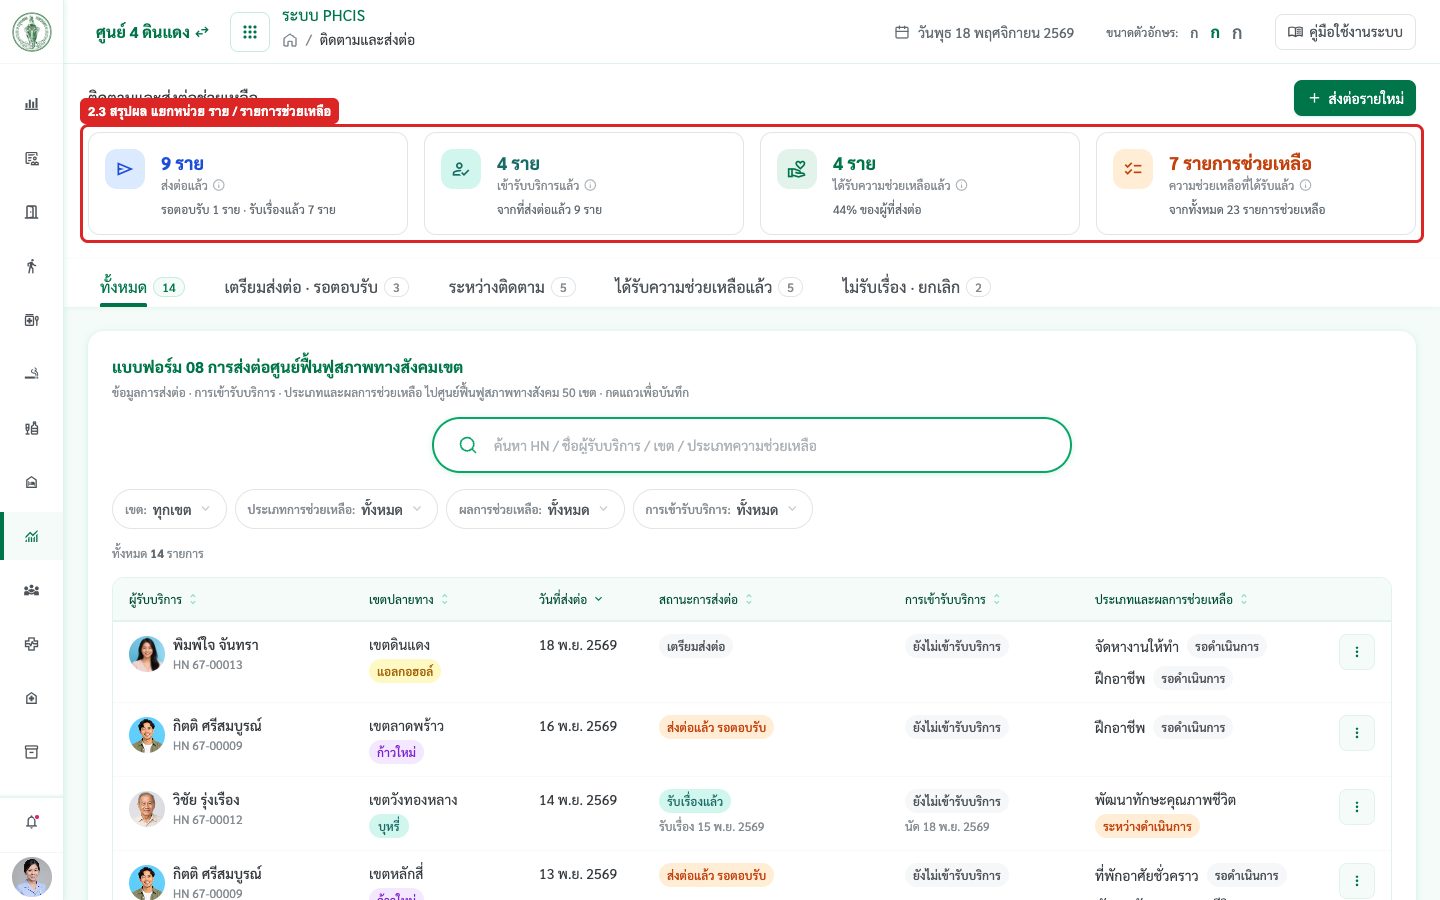 ศูนย์ 4 ดินแดง
ระบบ PHCIS
/ ติดตามและส่งต่อ
วันพุธ 18 พฤศจิกายน 2569
ขนาดตัวอักษร: ก ก ก
คู่มือใช้งานระบบ
ติดตามและส่งต่อช่วยเหลือ
+ ส่งต่อรายใหม่
2.3 สรุปผล แยกหน่วย ราย / รายการช่วยเหลือ
9 ราย
ส่งต่อแล้ว
รอตอบรับ 1 ราย · รับเรื่องแล้ว 7 ราย
4 ราย
เข้ารับบริการแล้ว
จากที่ส่งต่อแล้ว 9 ราย
4 ราย
ได้รับความช่วยเหลือแล้ว
44% ของผู้ที่ส่งต่อ
7 รายการช่วยเหลือ
ความช่วยเหลือที่ได้รับแล้ว
จากทั้งหมด 23 รายการช่วยเหลือ
ทั้งหมด 14
เตรียมส่งต่อ · รอตอบรับ 3
ระหว่างติดตาม 5
ได้รับความช่วยเหลือแล้ว 5
ไม่รับเรื่อง · ยกเลิก 2
แบบฟอร์ม 08 การส่งต่อศูนย์ฟื้นฟูสภาพทางสังคมเขต
ข้อมูลการส่งต่อ · การเข้ารับบริการ · ประเภทและผลการช่วยเหลือ ไปศูนย์ฟื้นฟูสภาพทางสังคม 50 เขต · กดแถวเพื่อบันทึก
ค้นหา HN / ชื่อผู้รับบริการ / เขต / ประเภทความช่วยเหลือ
เขต: ทุกเขต
ประเภทการช่วยเหลือ: ทั้งหมด
ผลการช่วยเหลือ: ทั้งหมด
การเข้ารับบริการ: ทั้งหมด
ทั้งหมด 14 รายการ
ผู้รับบริการ เขตปลายทาง วันที่ส่งต่อ สถานะการส่งต่อ การเข้ารับบริการ ประเภทและผลการช่วยเหลือ
พิมพ์ใจ จันทรา เขตดินแดง 18 พ.ย. 2569 เตรียมส่งต่อ ยังไม่เข้ารับบริการ จัดหางานให้ทำ รอดำเนินการ
HN 67-00013 แอลกอฮอล์ ฝึกอาชีพ รอดำเนินการ
กิตติ ศรีสมบูรณ์ เขตลาดพร้าว 16 พ.ย. 2569 ส่งต่อแล้ว รอตอบรับ ยังไม่เข้ารับบริการ ฝึกอาชีพ รอดำเนินการ
HN 67-00009 ก้าวใหม่
วิชัย รุ่งเรือง เขตวังทองหลาง 14 พ.ย. 2569 รับเรื่องแล้ว ยังไม่เข้ารับบริการ พัฒนาทักษะคุณภาพชีวิต
HN 67-00012 บุหรี่ รับเรื่อง 15 พ.ย. 2569 นัด 18 พ.ย. 2569 ระหว่างดำเนินการ
กิตติ ศรีสมบูรณ์ เขตหลักสี่ 13 พ.ย. 2569 ส่งต่อแล้ว รอตอบรับ ยังไม่เข้ารับบริการ ที่พักอาศัยชั่วคราว รอดำเนินการ
HN 67-00009 ก้าวใหม่